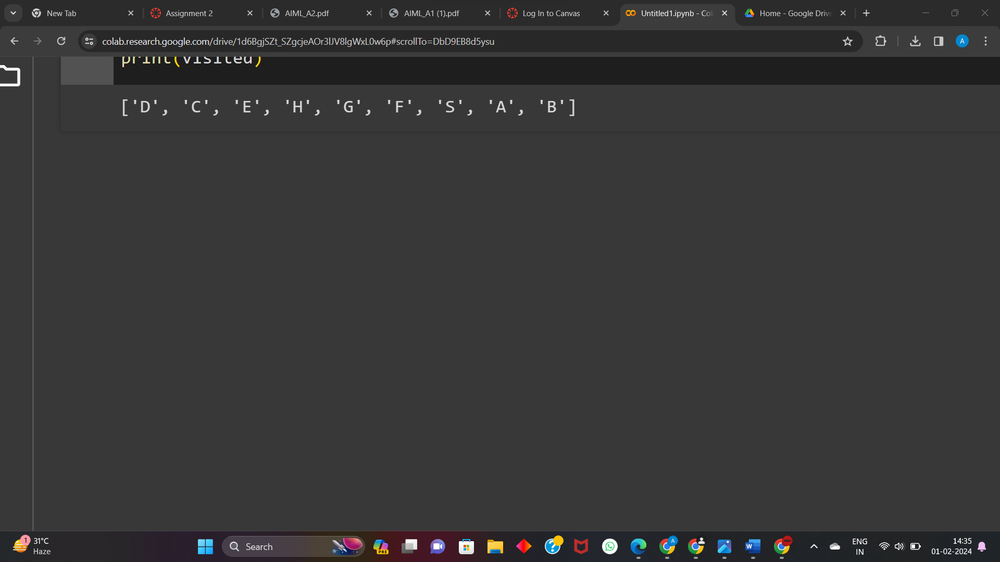 New Tab
Assignment 2
AIML_A2.pdf
AIML_A1 (1).pdf
Log In to Canvas
Untitled1.ipynb - Col
Home - Google Drive
colab.research.google.com/drive/1d6BgjSZt_SZgcjeAOr3lJV8lgWxL0w6p#scrollTo=DbD9EB8d5ysu
A
print(visited)
['D', 'C', 'E', 'H', 'G', 'F', 'S', 'A', 'B']
1
31°C
Haze
Search
PRE
A
W
ENG
IN
14:35
01-02-2024